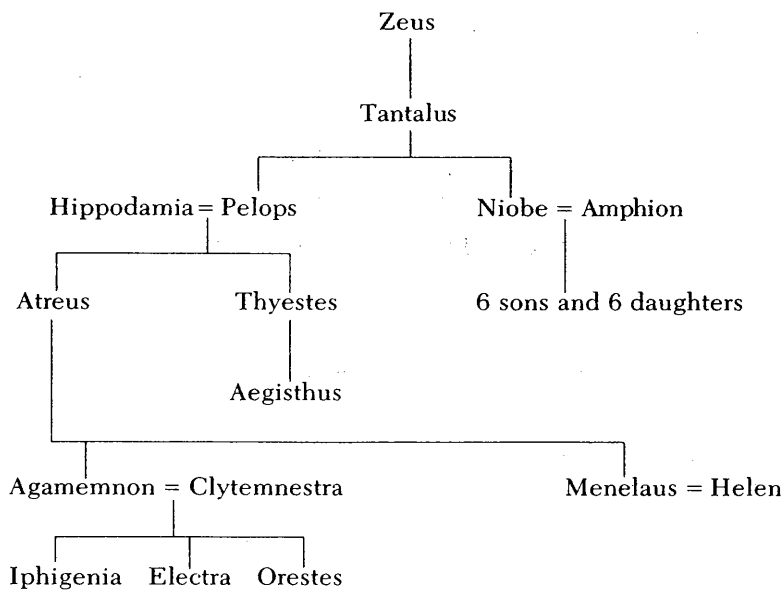 Zeus
Tantalus
Hippodamia = Pelops
Niobe = Amphion
Atreus
Thyestes
6 sons and 6 daughters
Aegisthus
Agamemnon = Clytemnestra
Menelaus = Helen
Iphigenia
Electra
Orestes